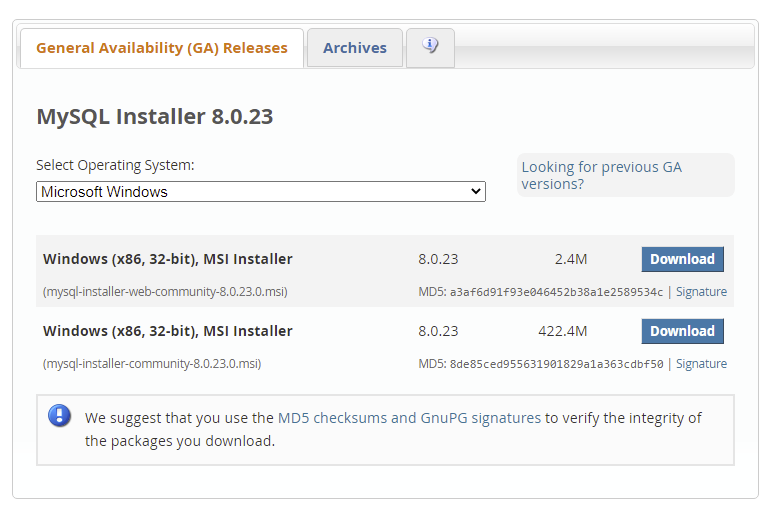 General Availability (GA) Releases
Archives
MySQL Installer 8.0.23
Select Operating System:
Microsoft Windows
Looking for previous GA
versions?
Windows (x86, 32-bit), MSI Installer 8.0.23 2.4M Download
(mysql-installer-web-community-8.0.23.0.msi) MD5: a3af6d91f93e046452b38a1e2589534c | Signature
Windows (x86, 32-bit), MSI Installer 8.0.23 422.4M Download
(mysql-installer-community-8.0.23.0.msi) MD5: 8de85ced955631901829a1a363cdbf50 | Signature
We suggest that you use the MD5 checksums and GnuPG signatures to verify the integrity of
the packages you download.